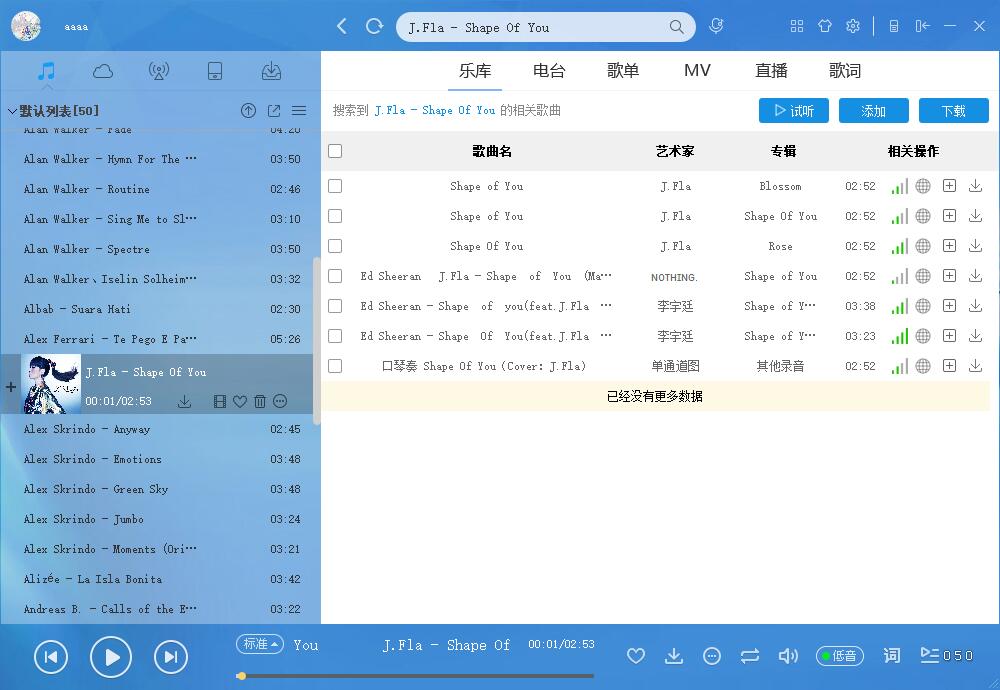 aaaa
J.Fla - Shape Of You
乐库 电台 歌单 MV 直播 歌词
默认列表[50]
搜索到 J.Fla - Shape Of You 的相关歌曲 试听 添加 下载
歌曲名 艺术家 专辑 相关操作
Alan Walker - Fade 04:20
Alan Walker - Hymn For The ··· 03:50
Alan Walker - Routine 02:46
Alan Walker - Sing Me to Sl··· 03:10
Alan Walker - Spectre 03:50
Alan Walker、Iselin Solheim··· 03:32
Albab - Suara Hati 02:30
Alex Ferrari - Te Pego E Pa··· 05:26
J.Fla - Shape Of You
00:01/02:53
Alex Skrindo - Anyway 02:45
Alex Skrindo - Emotions 03:48
Alex Skrindo - Green Sky 03:48
Alex Skrindo - Jumbo 03:24
Alex Skrindo - Moments (Ori··· 03:21
Alizée - La Isla Bonita 03:42
Andreas B. - Calls of the E··· 03:22
Shape of You J.Fla Blossom 02:52
Shape of You J.Fla Shape Of You 02:52
Shape of You J.Fla Rose 02:52
Ed Sheeran J.Fla - Shape of You (Ma··· NOTHING. Shape of You 02:52
Ed Sheeran - Shape of you(feat.J.Fla ··· 李宇廷 Shape of Y··· 03:38
Ed Sheeran - Shape Of You(feat.J.Fla ··· 李宇廷 Shape of Y··· 03:23
口琴奏 Shape Of You (Cover: J.Fla) 单通道图 其他录音 02:52
已经没有更多数据
标准 You J.Fla - Shape Of 00:01/02:53
低音 词 050